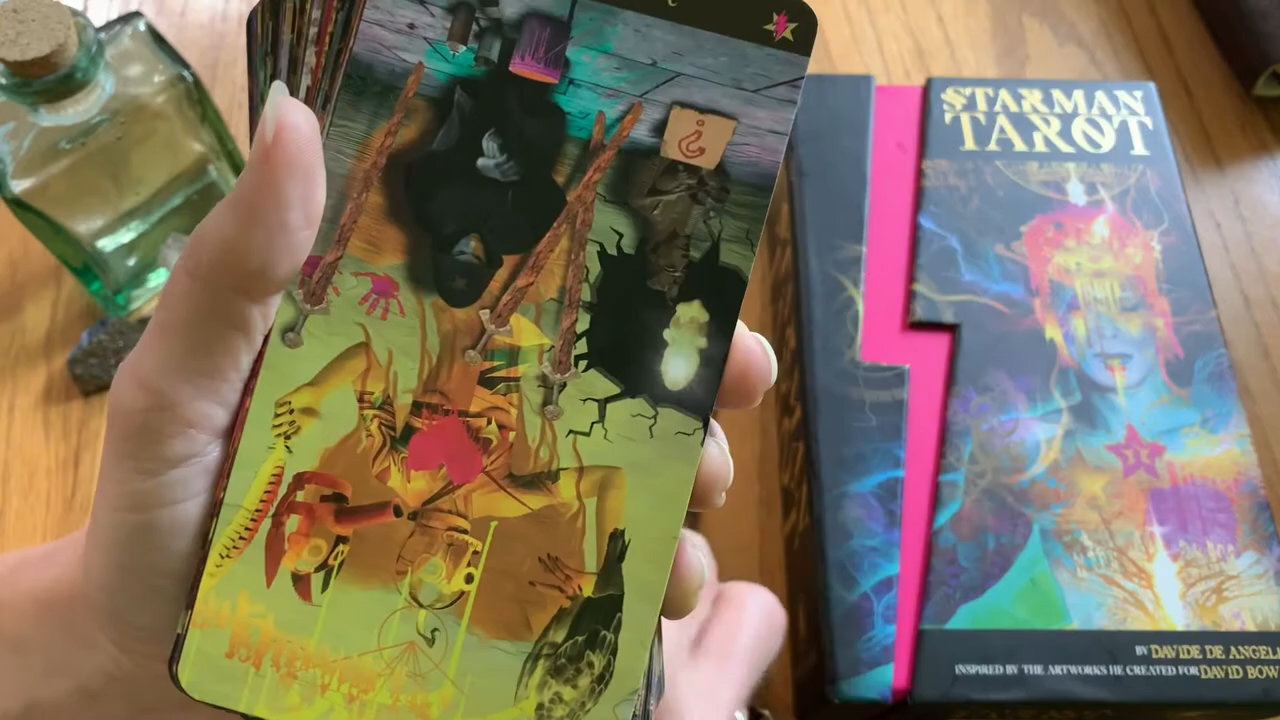 STARMAN
TAROT
BY DAVIDE DE ANGELI
INSPIRED BY THE ARTWORKS HE CREATED FOR DAVID BOW
?